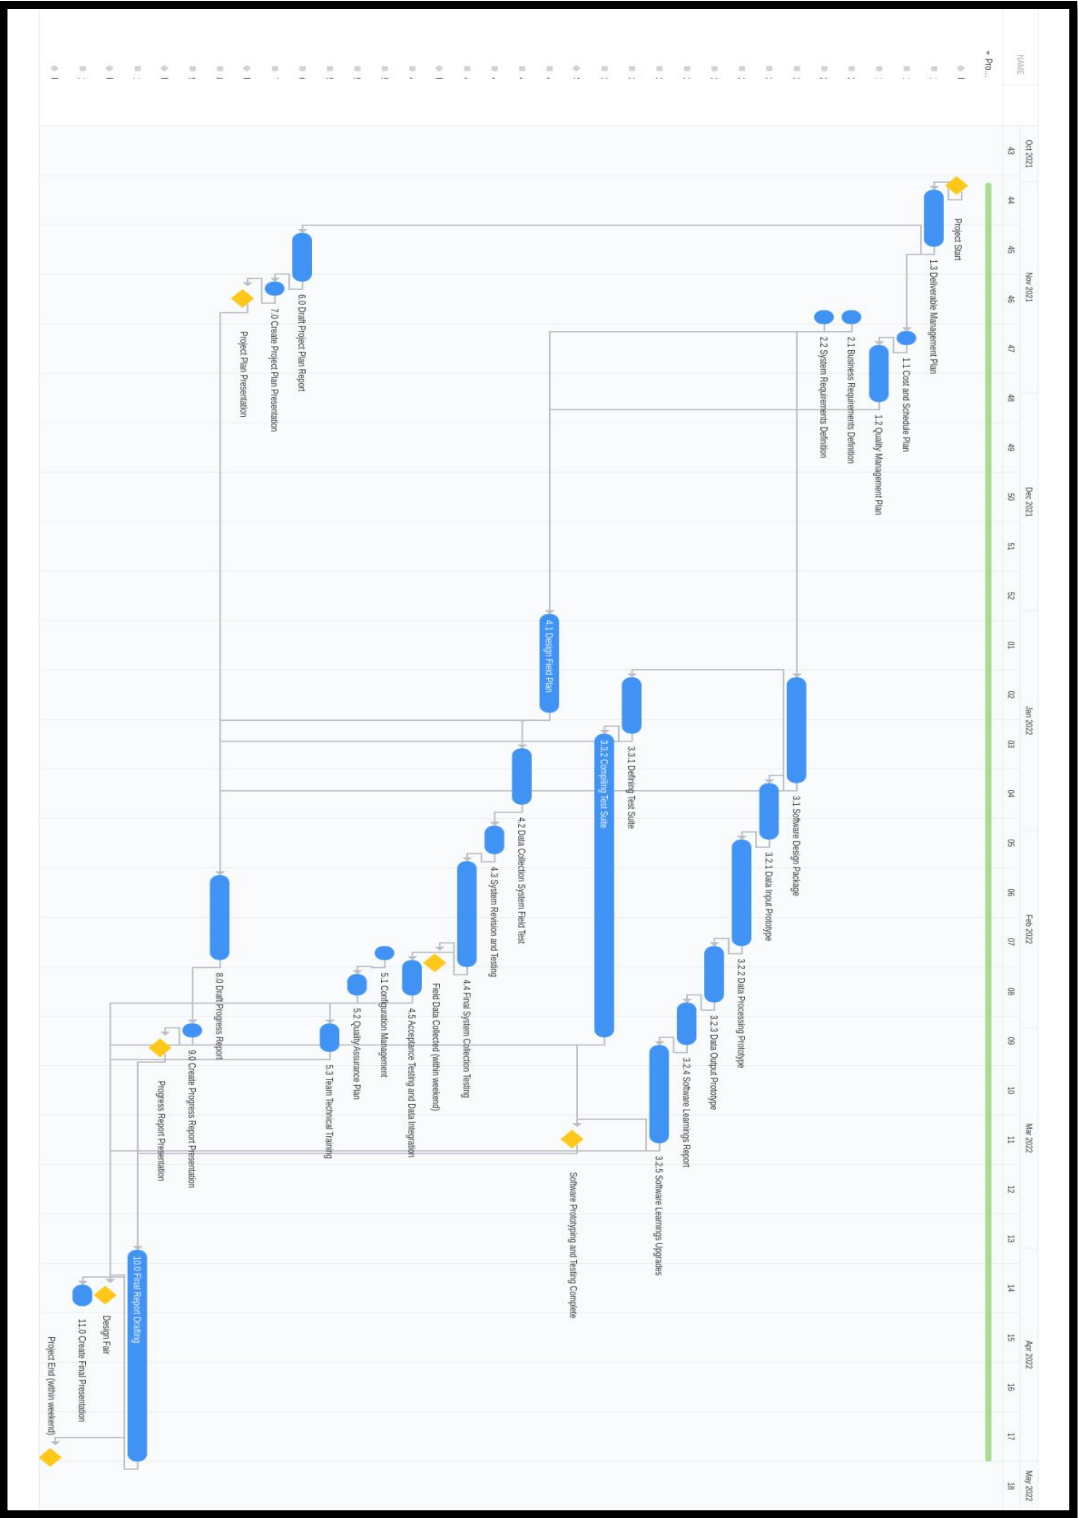 NAME
Oct 2021
Nov 2021
Dec 2021
Jan 2022
Feb 2022
Mar 2022
Apr 2022
May 2022
43
44
45
46
47
48
49
50
51
52
01
02
03
04
05
06
07
08
09
10
11
12
13
14
15
16
17
18
Pro...
Project Start
1.3 Deliverable Management Plan
1.1 Cost and Schedule Plan
1.2 Quality Management Plan
2.1 Business Requirements Definition
2.2 System Requirements Definition
3.1 Software Design Package
3.2.1 Data Input Prototype
3.2.2 Data Processing Prototype
3.2.3 Data Output Prototype
3.2.4 Software Learnings Report
3.2.5 Software Learnings Upgrades
3.3.1 Defining Test Suite
3.3.2 Compiling Test Suite
Software Prototyping and Testing Complete
4.1 Design Field Plan
4.2 Data Collection System Field Test
4.3 System Revision and Testing
4.4 Final System Collection Testing
Field Data Collected (within weekend)
4.5 Acceptance Testing and Data Integration
5.1 Configuration Management
5.2 Quality Assurance Plan
5.3 Team Technical Training
6.0 Draft Project Plan Report
7.0 Create Project Plan Presentation
Project Plan Presentation
8.0 Draft Progress Report
9.0 Create Progress Report Presentation
Progress Report Presentation
10.0 Final Report Drafting
Design Fair
11.0 Create Final Presentation
Project End (within weekend)